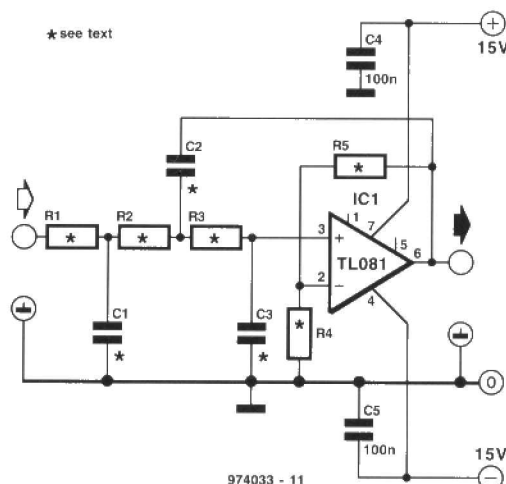 * see text
C4
100n
+
15V
C2
*
R5
*
IC1
R1
*
R2
*
R3
*
3
+
1
7
5
TL081
6
2
−
4
C1
*
C3
*
*
R4
0
C5
100n
15V
−
974033 - 11